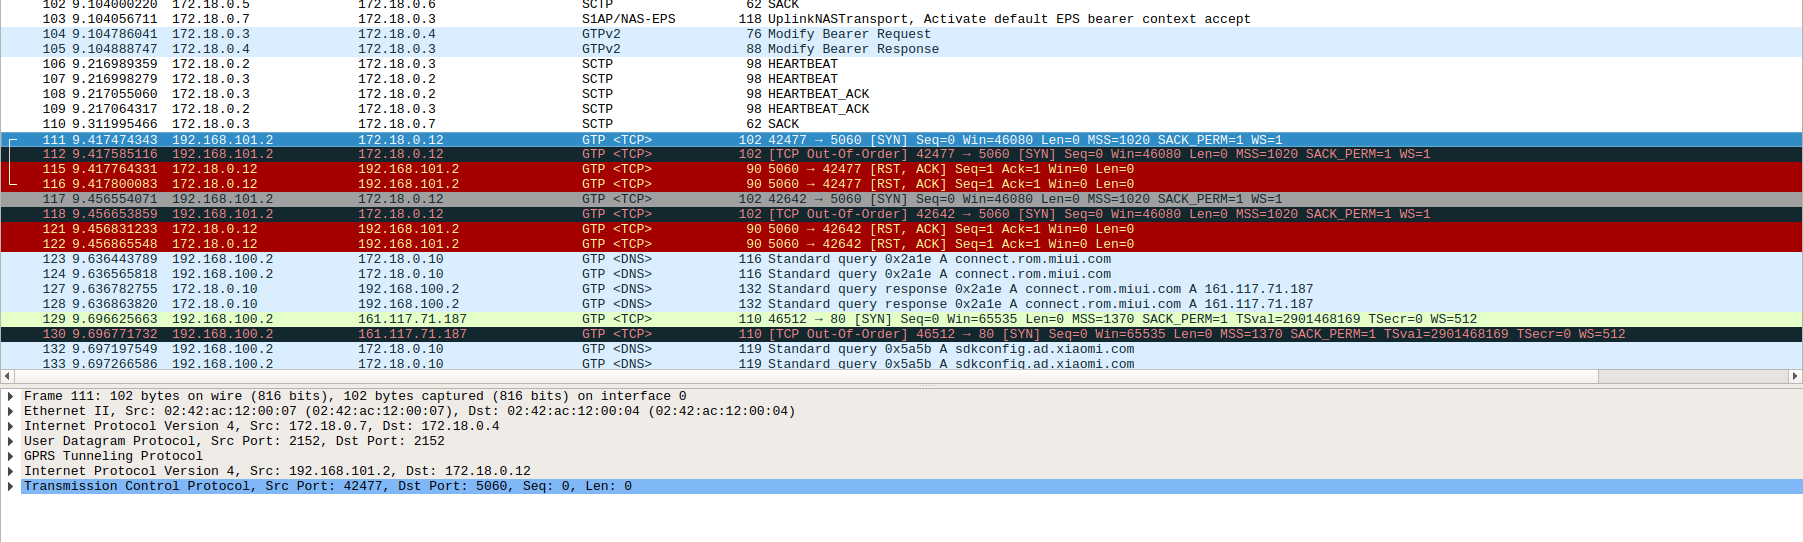 102 9.104000220 172.18.0.5 172.18.0.6 SCTP 62 SACK
103 9.104056711 172.18.0.7 172.18.0.3 S1AP/NAS-EPS 118 UplinkNASTransport, Activate default EPS bearer context accept
104 9.104786041 172.18.0.3 172.18.0.4 GTPv2 76 Modify Bearer Request
105 9.104888747 172.18.0.4 172.18.0.3 GTPv2 88 Modify Bearer Response
106 9.216989359 172.18.0.2 172.18.0.3 SCTP 98 HEARTBEAT
107 9.216998279 172.18.0.3 172.18.0.2 SCTP 98 HEARTBEAT
108 9.217055060 172.18.0.3 172.18.0.2 SCTP 98 HEARTBEAT_ACK
109 9.217064317 172.18.0.2 172.18.0.3 SCTP 98 HEARTBEAT_ACK
110 9.311995466 172.18.0.3 172.18.0.7 SCTP 62 SACK
111 9.417474343 192.168.101.2 172.18.0.12 GTP <TCP> 102 42477 → 5060 [SYN] Seq=0 Win=46080 Len=0 MSS=1020 SACK_PERM=1 WS=1
112 9.417585116 192.168.101.2 172.18.0.12 GTP <TCP> 102 [TCP Out-Of-Order] 42477 → 5060 [SYN] Seq=0 Win=46080 Len=0 MSS=1020 SACK_PERM=1 WS=1
115 9.417764331 172.18.0.12 192.168.101.2 GTP <TCP> 90 5060 → 42477 [RST, ACK] Seq=1 Ack=1 Win=0 Len=0
116 9.417800083 172.18.0.12 192.168.101.2 GTP <TCP> 90 5060 → 42477 [RST, ACK] Seq=1 Ack=1 Win=0 Len=0
117 9.456554071 192.168.101.2 172.18.0.12 GTP <TCP> 102 42642 → 5060 [SYN] Seq=0 Win=46080 Len=0 MSS=1020 SACK_PERM=1 WS=1
118 9.456653859 192.168.101.2 172.18.0.12 GTP <TCP> 102 [TCP Out-Of-Order] 42642 → 5060 [SYN] Seq=0 Win=46080 Len=0 MSS=1020 SACK_PERM=1 WS=1
121 9.456831233 172.18.0.12 192.168.101.2 GTP <TCP> 90 5060 → 42642 [RST, ACK] Seq=1 Ack=1 Win=0 Len=0
122 9.456865548 172.18.0.12 192.168.101.2 GTP <TCP> 90 5060 → 42642 [RST, ACK] Seq=1 Ack=1 Win=0 Len=0
123 9.636443789 192.168.100.2 172.18.0.10 GTP <DNS> 116 Standard query 0x2a1e A connect.rom.miui.com
124 9.636565818 192.168.100.2 172.18.0.10 GTP <DNS> 116 Standard query 0x2a1e A connect.rom.miui.com
127 9.636782755 172.18.0.10 192.168.100.2 GTP <DNS> 132 Standard query response 0x2a1e A connect.rom.miui.com A 161.117.71.187
128 9.636863820 172.18.0.10 192.168.100.2 GTP <DNS> 132 Standard query response 0x2a1e A connect.rom.miui.com A 161.117.71.187
129 9.696625663 192.168.100.2 161.117.71.187 GTP <TCP> 110 46512 → 80 [SYN] Seq=0 Win=65535 Len=0 MSS=1370 SACK_PERM=1 TSval=2901468169 TSecr=0 WS=512
130 9.696771732 192.168.100.2 161.117.71.187 GTP <TCP> 110 [TCP Out-Of-Order] 46512 → 80 [SYN] Seq=0 Win=65535 Len=0 MSS=1370 SACK_PERM=1 TSval=2901468169 TSecr=0 WS=512
132 9.697197549 192.168.100.2 172.18.0.10 GTP <DNS> 119 Standard query 0x5a5b A sdkconfig.ad.xiaomi.com
133 9.697266586 192.168.100.2 172.18.0.10 GTP <DNS> 119 Standard query 0x5a5b A sdkconfig.ad.xiaomi.com
Frame 111: 102 bytes on wire (816 bits), 102 bytes captured (816 bits) on interface 0
Ethernet II, Src: 02:42:ac:12:00:07 (02:42:ac:12:00:07), Dst: 02:42:ac:12:00:04 (02:42:ac:12:00:04)
Internet Protocol Version 4, Src: 172.18.0.7, Dst: 172.18.0.4
User Datagram Protocol, Src Port: 2152, Dst Port: 2152
GPRS Tunneling Protocol
Internet Protocol Version 4, Src: 192.168.101.2, Dst: 172.18.0.12
Transmission Control Protocol, Src Port: 42477, Dst Port: 5060, Seq: 0, Len: 0